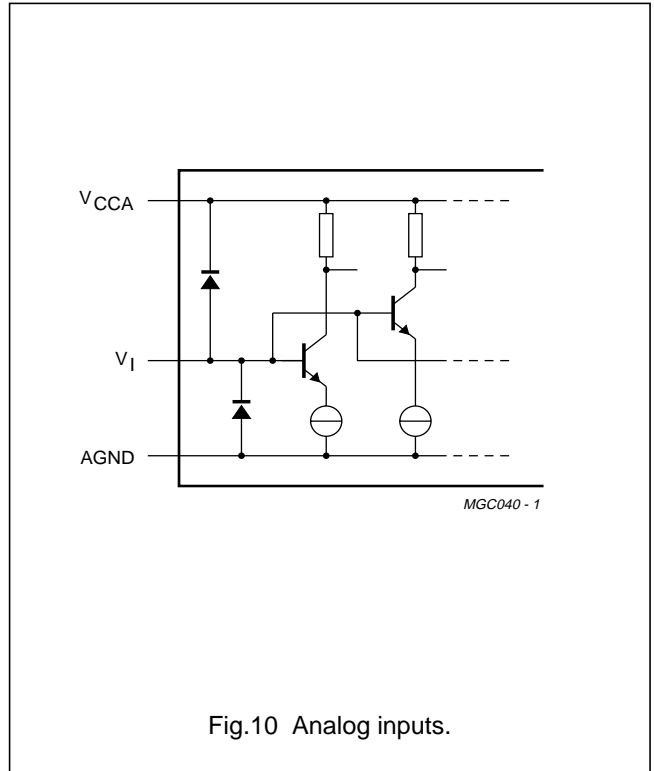 VCCA
VI
AGND
MGC040 - 1
Fig.10 Analog inputs.